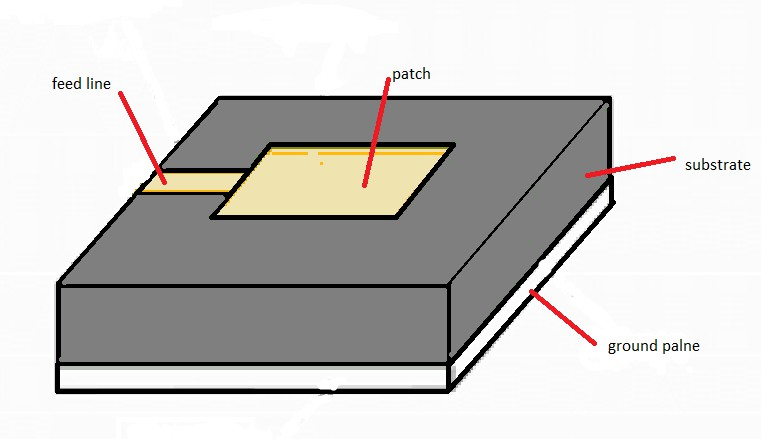 patch
feed line
substrate
ground palne